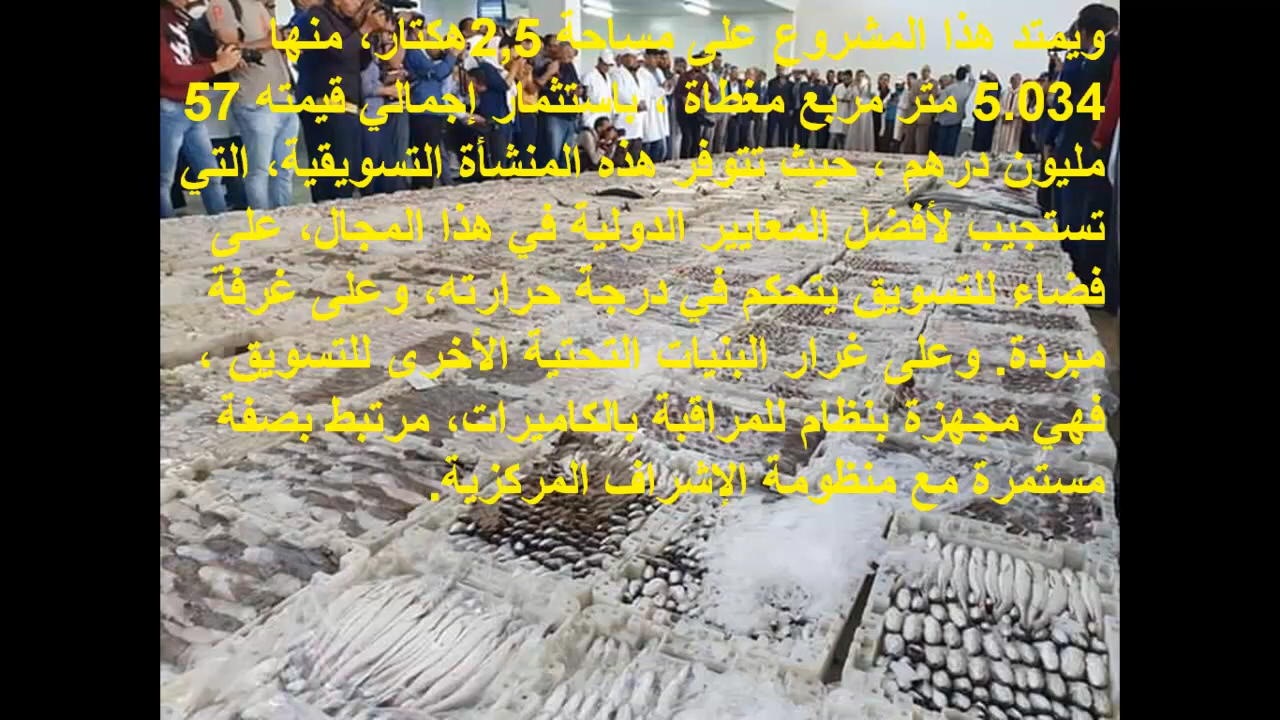 ويمتد هذا المشروع على مساحة 2,5هكتار، منها
5.034 متر مربع مغطاة ، باستثمار إجمالي قيمته 57
مليون درهم ، حيث تتوفر هذه المنشأة التسويقية، التي
تستجيب لأفضل المعايير الدولية في هذا المجال، على
فضاء للتسويق يتحكم في درجة حرارته، وعلى غرفة
مبردة. وعلى غرار البنيات التحتية الأخرى للتسويق ،
فهي مجهزة بنظام للمراقبة بالكاميرات، مرتبط بصفة
مستمرة مع منظومة الإشراف المركزية.